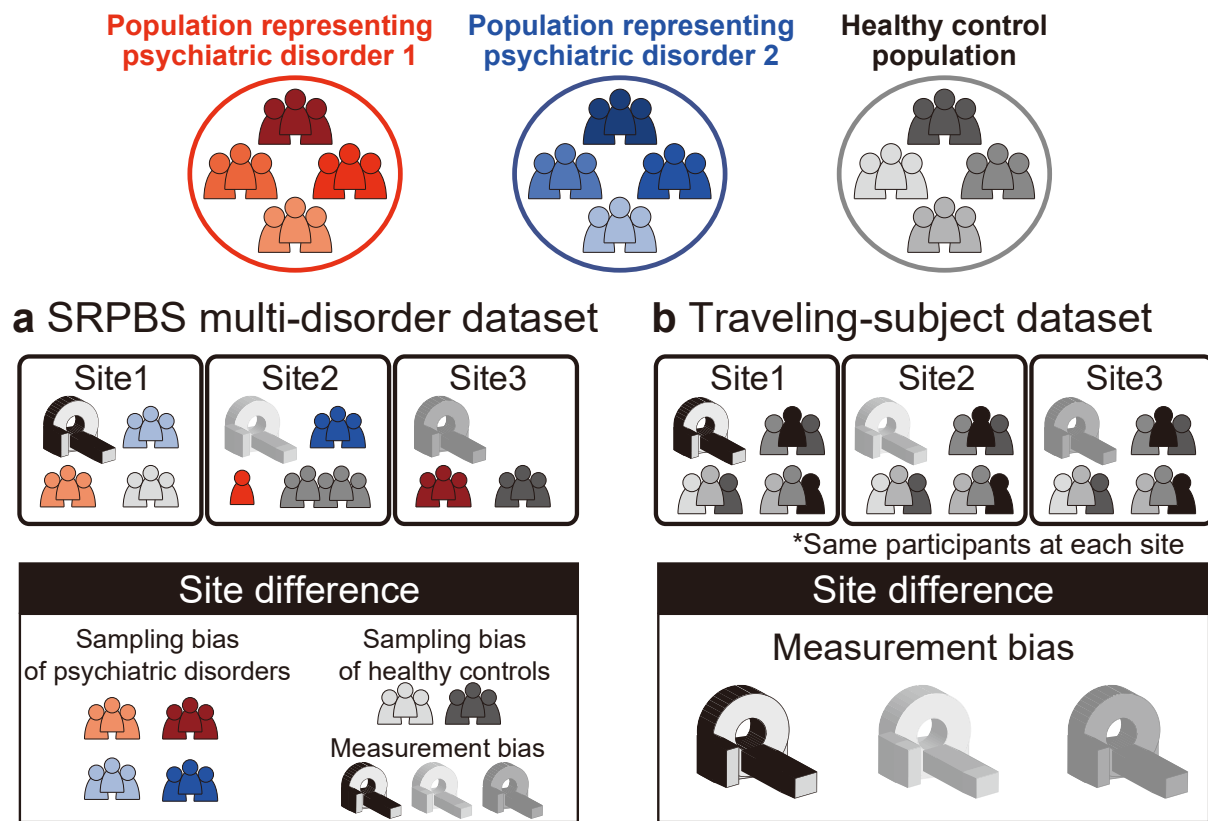 Population representing
psychiatric disorder 1
Population representing
psychiatric disorder 2
Healthy control
population
a SRPBS multi-disorder dataset
Site1
Site2
Site3
b Traveling-subject dataset
Site1
Site2
Site3
*Same participants at each site
Site difference
Sampling bias
of psychiatric disorders
Sampling bias
of healthy controls
Measurement bias
Site difference
Measurement bias